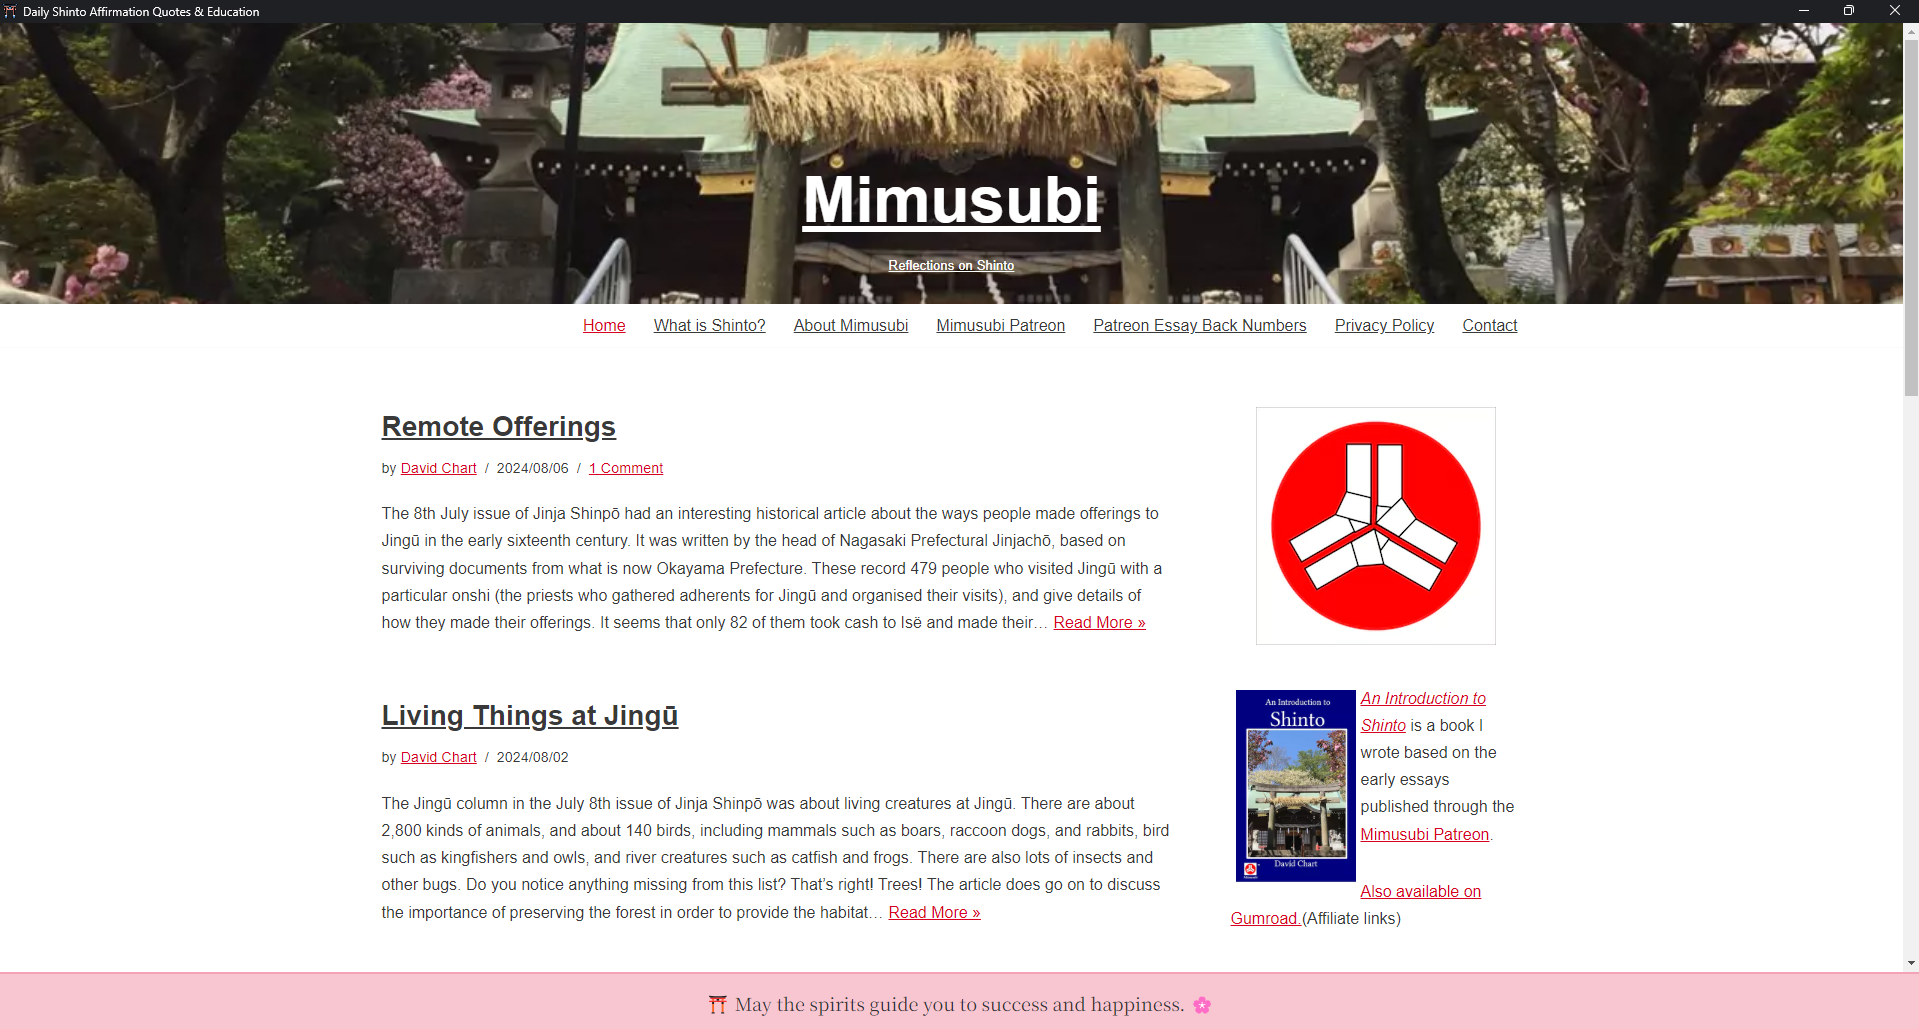 Daily Shinto Affirmation Quotes & Education
Mimusubi
Reflections on Shinto
Home What is Shinto? About Mimusubi Mimusubi Patreon Patreon Essay Back Numbers Privacy Policy Contact
Remote Offerings
by David Chart / 2024/08/06 / 1 Comment
The 8th July issue of Jinja Shinpō had an interesting historical article about the ways people made offerings to
Jingū in the early sixteenth century. It was written by the head of Nagasaki Prefectural Jinjachō, based on
surviving documents from what is now Okayama Prefecture. These record 479 people who visited Jingū with a
particular onshi (the priests who gathered adherents for Jingū and organised their visits), and give details of
how they made their offerings. It seems that only 82 of them took cash to Isë and made their… Read More »
Living Things at Jingū
by David Chart / 2024/08/02
The Jingū column in the July 8th issue of Jinja Shinpō was about living creatures at Jingū. There are about
2,800 kinds of animals, and about 140 birds, including mammals such as boars, raccoon dogs, and rabbits, bird
such as kingfishers and owls, and river creatures such as catfish and frogs. There are also lots of insects and
other bugs. Do you notice anything missing from this list? That's right! Trees! The article does go on to discuss
the importance of preserving the forest in order to provide the habitat… Read More »
An Introduction to
Shinto
David Chart
An Introduction to
Shinto is a book I
wrote based on the
early essays
published through the
Mimusubi Patreon.
Also available on
Gumroad.(Affiliate links)
⛩️ May the spirits guide you to success and happiness. 🌸